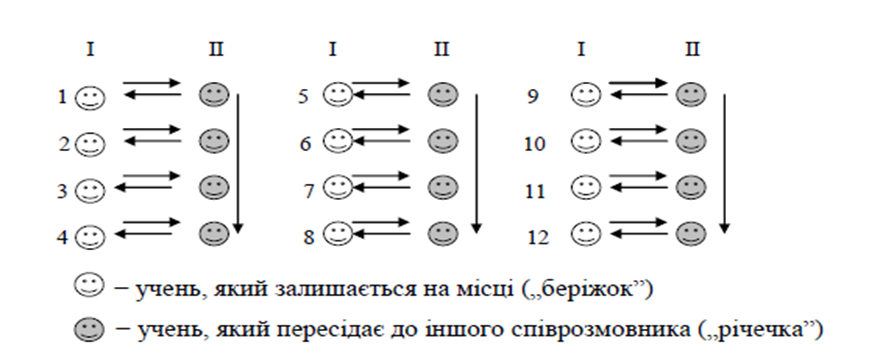 I II I II I II
1 5 9
2 6 10
3 7 11
4 8 12
– учень, який залишається на місці („беріжок”)
– учень, який пересідає до іншого співрозмовника („річечка”)